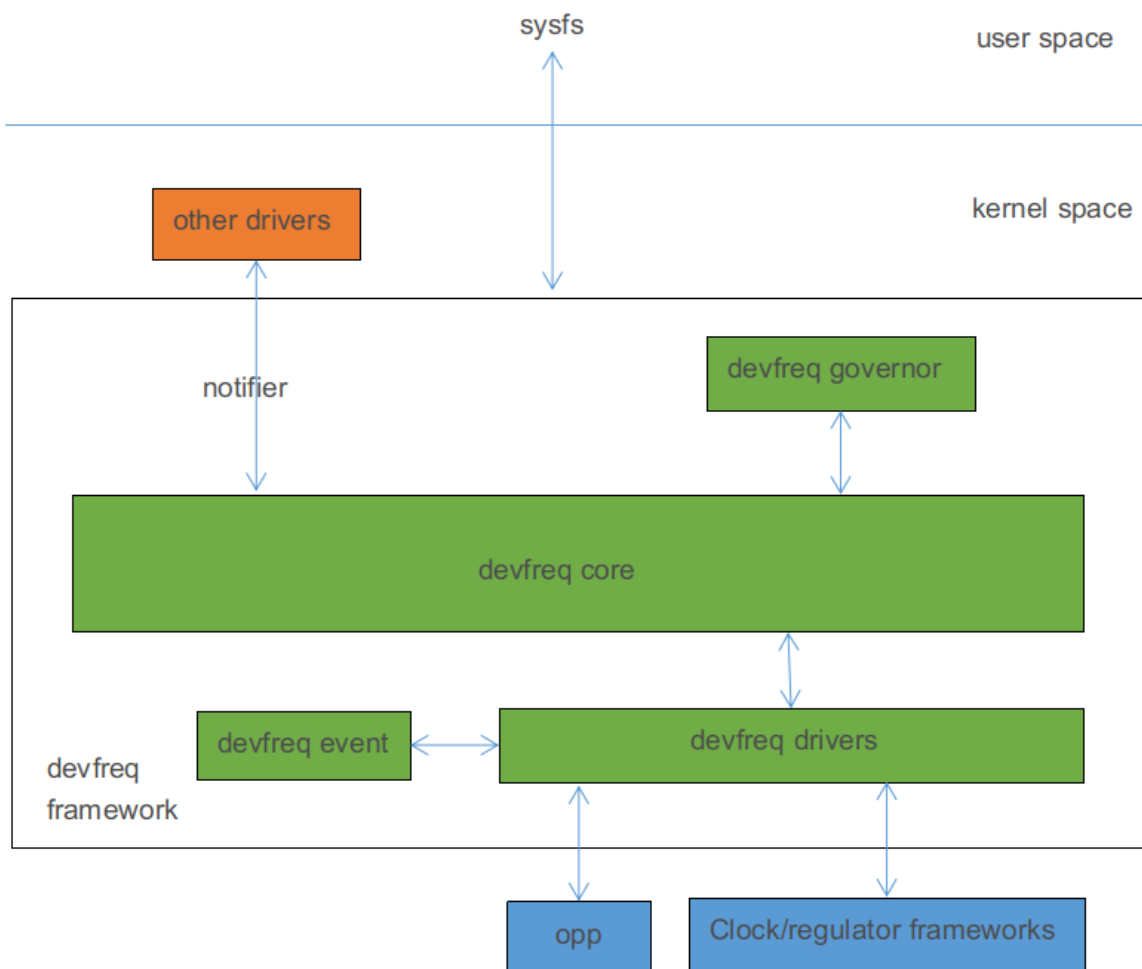 sysfs
user space
kernel space
other drivers
notifier
devfreq governor
devfreq core
devfreq event
devfreq drivers
devfreq
framework
opp
Clock/regulator frameworks